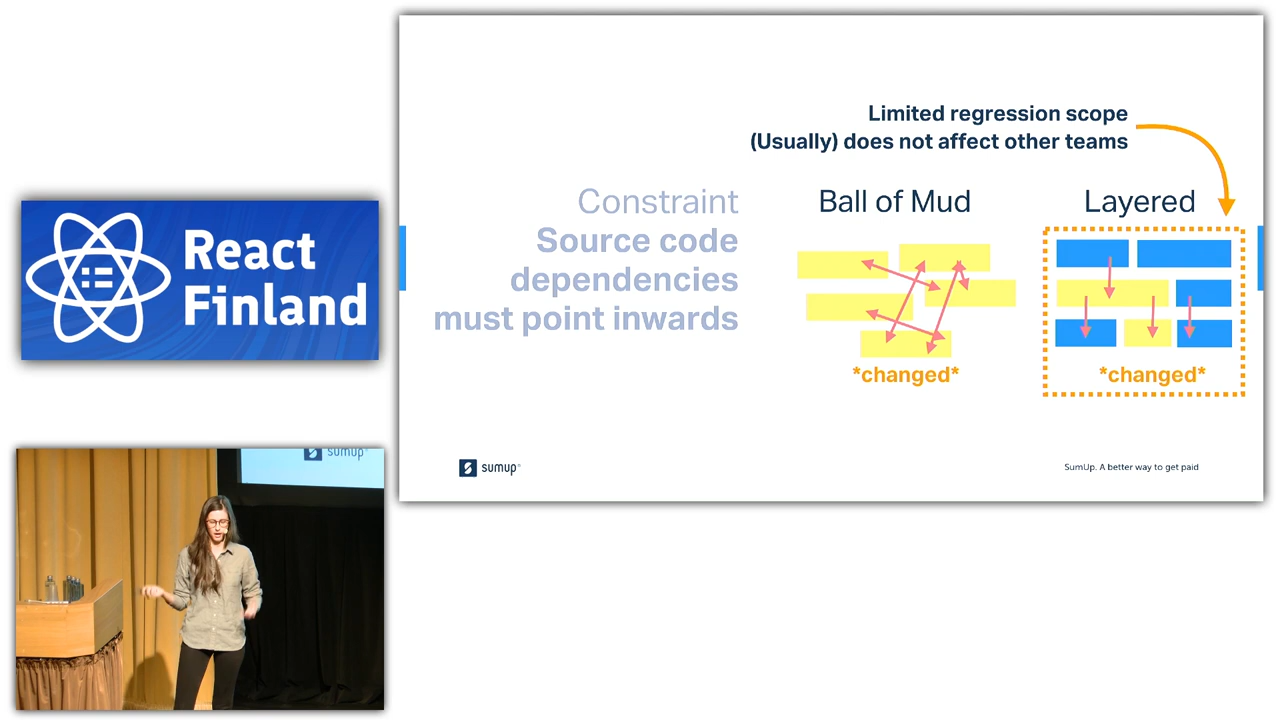 React
Finland
sumup
Limited regression scope
(Usually) does not affect other teams
Constraint
Source code
dependencies
must point inwards
Ball of Mud
Layered
*changed*
*changed*
sumup®
SumUp. A better way to get paid